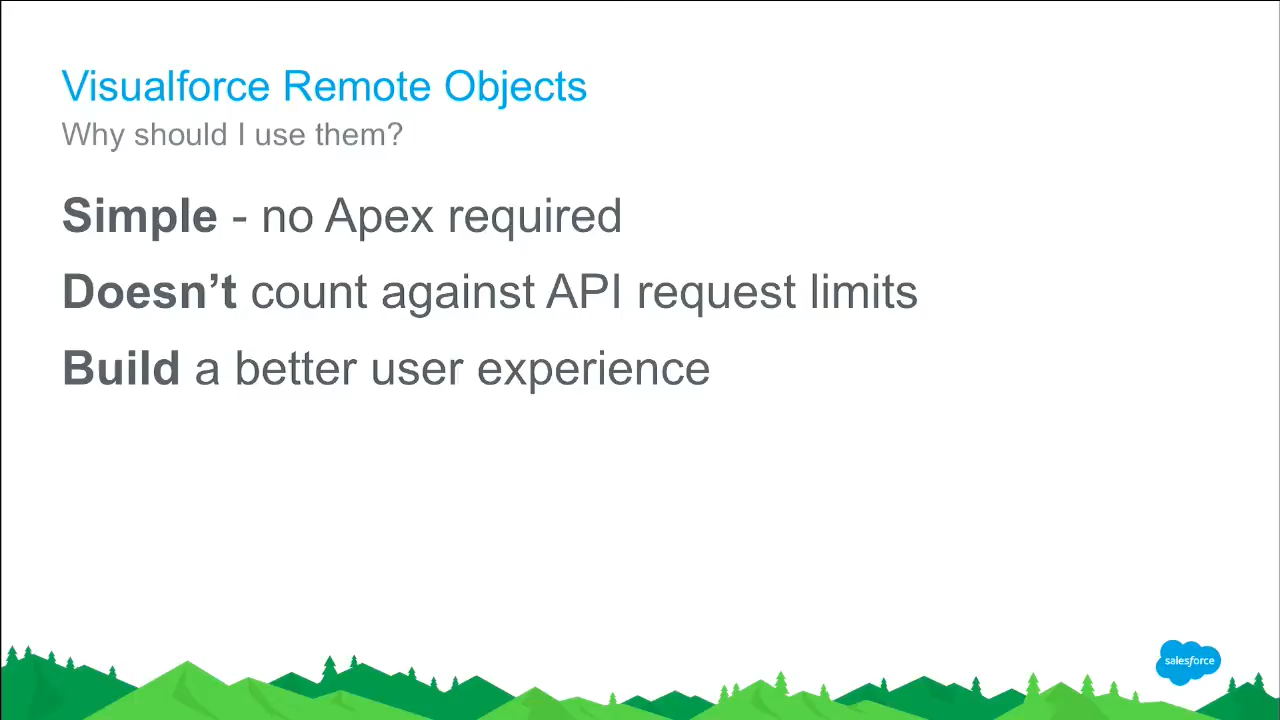 Visualforce Remote Objects
Why should I use them?
Simple - no Apex required
Doesn’t count against API request limits
Build a better user experience
salesforce